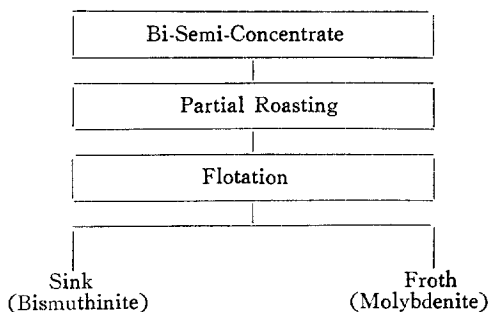 Bi-Semi-Concentrate
Partial Roasting
Flotation
Sink
(Bismuthinite)
Froth
(Molybdenite)